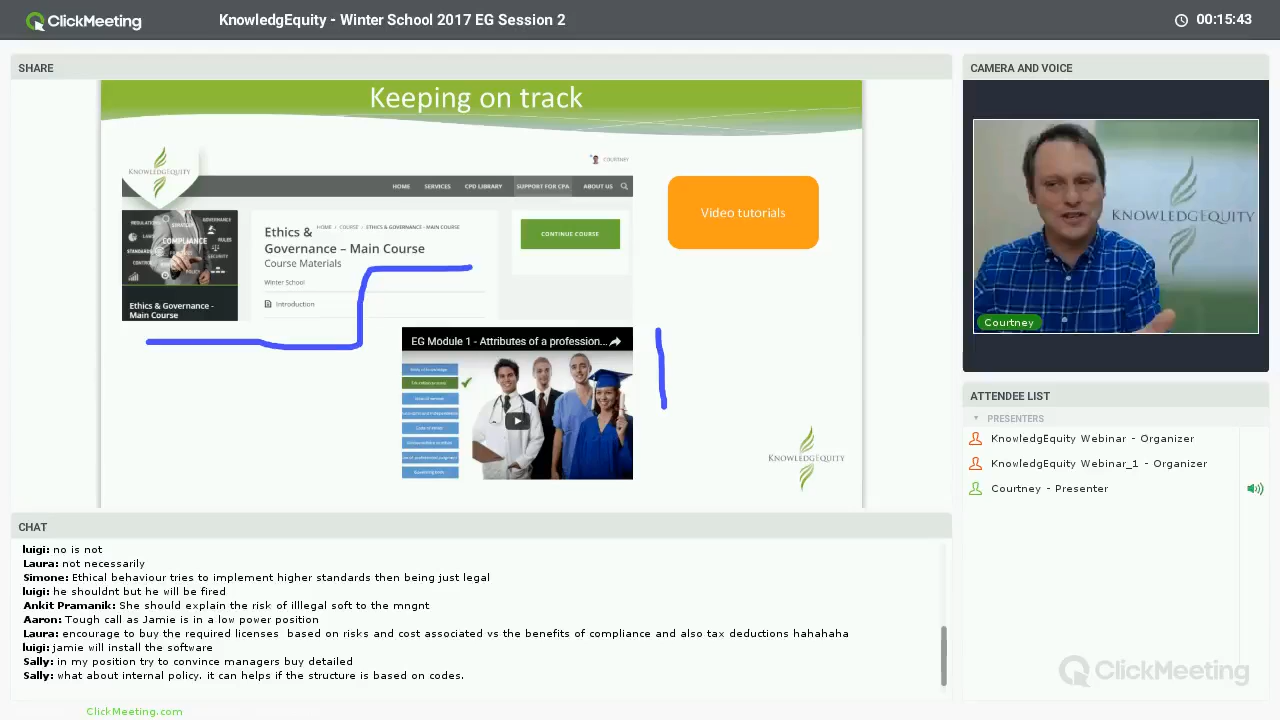 ClickMeeting
KnowledgEquity - Winter School 2017 EG Session 2
00:15:43
SHARE
Keeping on track
KNOWLEDGEQUITY
COURTNEY
HOME SERVICES CPD LIBRARY SUPPORT FOR CPA ABOUT US
COMPLIANCE
Ethics & Governance - Main Course
HOME / COURSE / ETHICS & GOVERNANCE - MAIN COURSE
Ethics &
Governance – Main Course
Course Materials
Winter School
Introduction
CONTINUE COURSE
Video tutorials
EG Module 1 - Attributes of a profession...
KNOWLEDGEQUITY
CAMERA AND VOICE
KNOWLEDGEQUITY
Courtney
ATTENDEE LIST
PRESENTERS
KnowledgEquity Webinar - Organizer
KnowledgEquity Webinar_1 - Organizer
Courtney - Presenter
CHAT
luigi: no is not
Laura: not necessarily
Simone: Ethical behaviour tries to implement higher standards then being just legal
luigi: he shouldnt but he will be fired
Ankit Pramanik: She should explain the risk of illlegal soft to the mngnt
Aaron: Tough call as Jamie is in a low power position
Laura: encourage to buy the required licenses based on risks and cost associated vs the benefits of compliance and also tax deductions hahahaha
luigi: jamie will install the software
Sally: in my position try to convince managers buy detailed
Sally: what about internal policy. it can helps if the structure is based on codes.
ClickMeeting
ClickMeeting.com